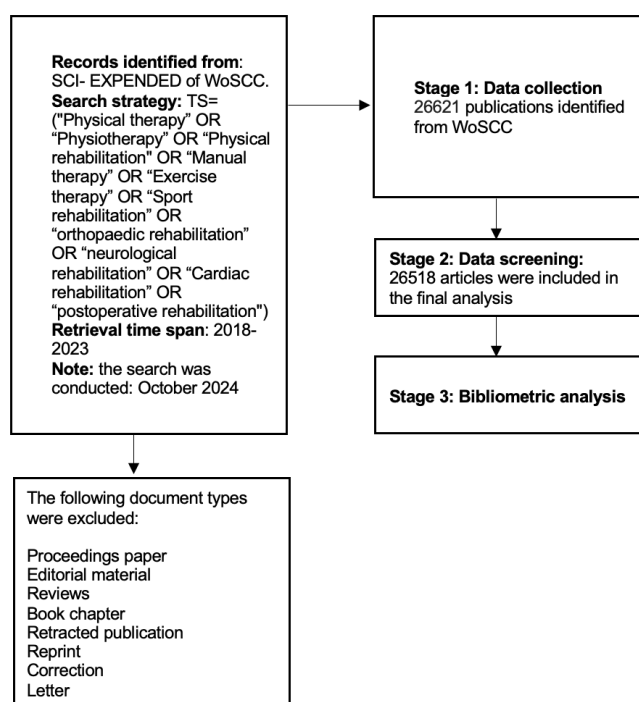 Records identified from:
SCI- EXPENDED of WoSCC.
Search strategy: TS=
("Physical therapy” OR
“Physiotherapy” OR “Physical
rehabilitation" OR “Manual
therapy” OR “Exercise
therapy” OR “Sport
rehabilitation” OR
“orthopaedic rehabilitation”
OR “neurological
rehabilitation” OR “Cardiac
rehabilitation” OR
“postoperative rehabilitation")
Retrieval time span: 2018-
2023
Note: the search was
conducted: October 2024
Stage 1: Data collection
26621 publications identified
from WoSCC
Stage 2: Data screening:
26518 articles were included in
the final analysis
Stage 3: Bibliometric analysis
The following document types
were excluded:
Proceedings paper
Editorial material
Reviews
Book chapter
Retracted publication
Reprint
Correction
Letter